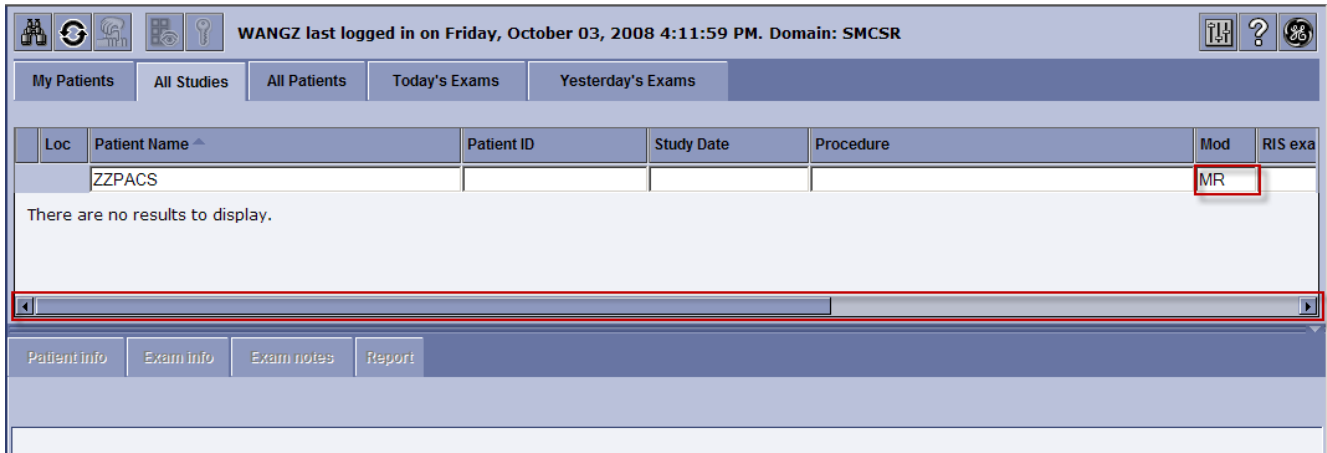 WANGZ last logged in on Friday, October 03, 2008 4:11:59 PM. Domain: SMCSR
My Patients All Studies All Patients Today's Exams Yesterday's Exams
Loc Patient Name Patient ID Study Date Procedure Mod RIS exa
ZZPACS MR
There are no results to display.
Patient info Exam info Exam notes Report